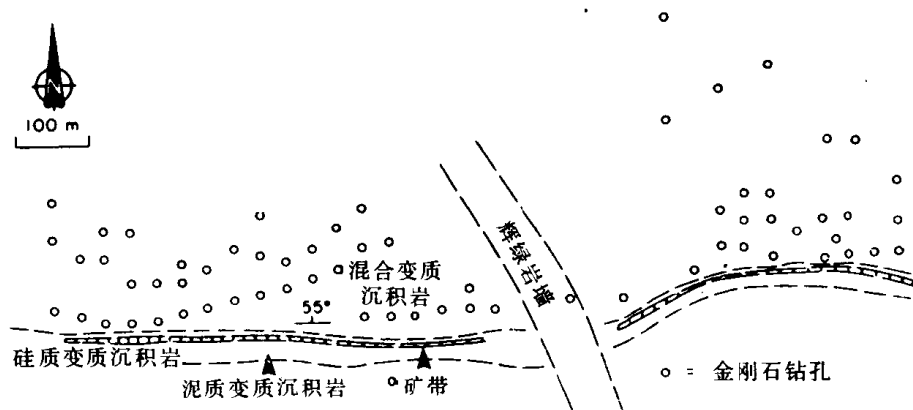 N
100 m
辉绿岩墙
混合变质
沉积岩
55°
硅质变质沉积岩
泥质变质沉积岩
矿带
= 金刚石钻孔